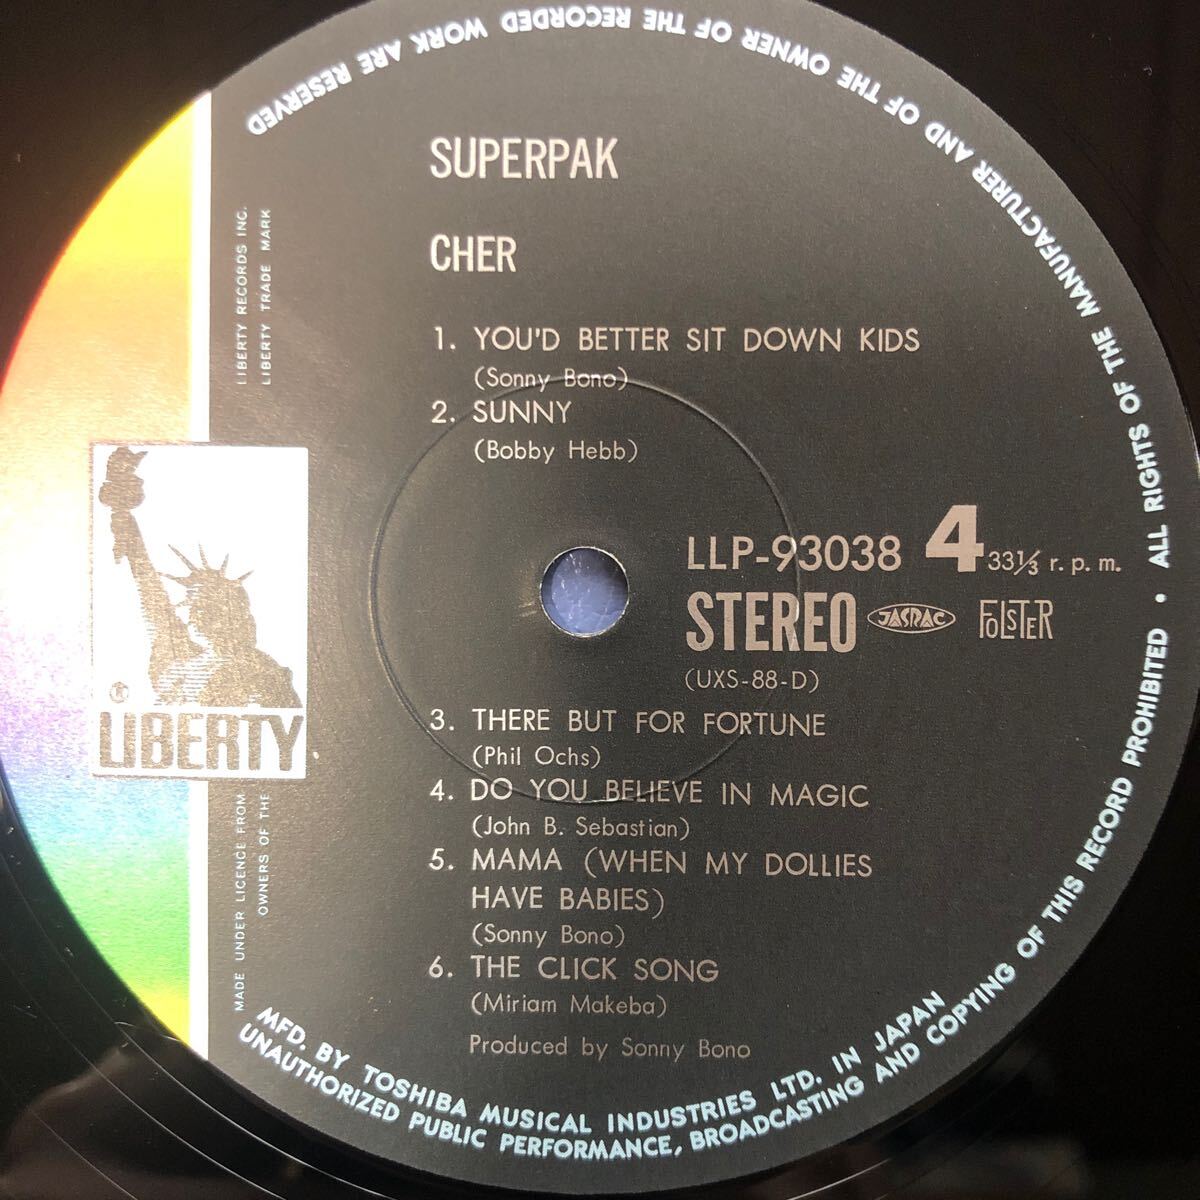 SUPERPAK
CHER
1. YOU'D BETTER SIT DOWN KIDS
(Sonny Bono)
2. SUNNY
(Bobby Hebb)
LLP-93038 4 33⅓ r. p. m.
STEREO JASRAC FOLSTER
(UXS-88-D)
3. THERE BUT FOR FORTUNE
(Phil Ochs)
4. DO YOU BELIEVE IN MAGIC
(John B. Sebastian)
5. MAMA (WHEN MY DOLLIES
HAVE BABIES)
(Sonny Bono)
6. THE CLICK SONG
(Miriam Makeba)
Produced by Sonny Bono
LIBERTY
MADE UNDER LICENCE FROM LIBERTY RECORDS INC.
OWNERS OF THE LIBERTY TRADE MARK
MFD. BY TOSHIBA MUSICAL INDUSTRIES LTD. IN JAPAN
UNAUTHORIZED PUBLIC PERFORMANCE, BROADCASTING AND COPYING OF THIS RECORD PROHIBITED • ALL RIGHTS OF THE MANUFACTURER AND OF THE OWNER OF THE RECORDED WORK ARE RESERVED